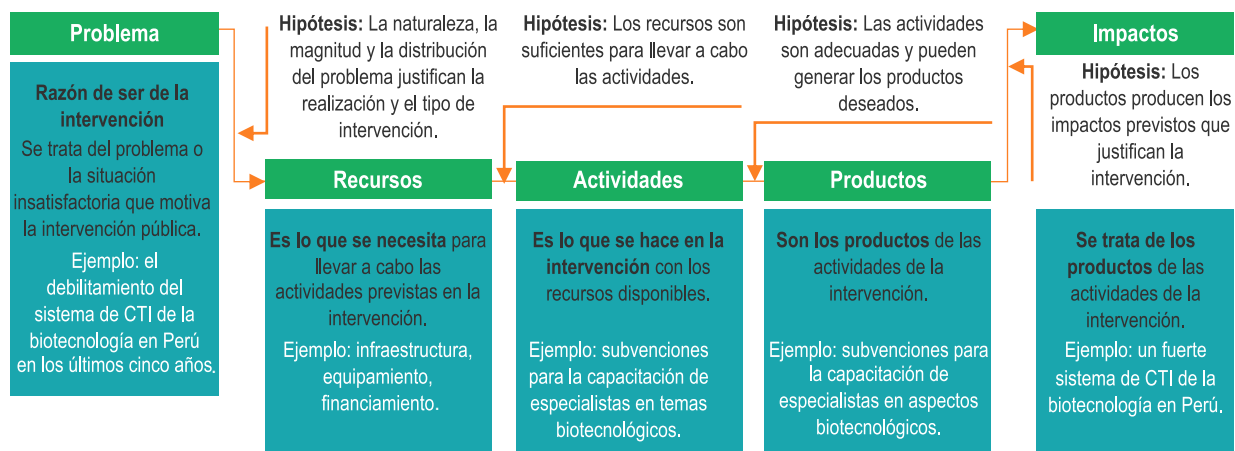 Problema
Razón de ser de la
intervención
Se trata del problema o
la situación
insatisfactoria que motiva
la intervención pública.
Ejemplo: el
debilitamiento del
sistema de CTI de la
biotecnología en Perú
en los últimos cinco años.
Hipótesis: La naturaleza, la
magnitud y la distribución
del problema justifican la
realización y el tipo de
intervención.
Recursos
Es lo que se necesita para
llevar a cabo las
actividades previstas en la
intervención.
Ejemplo: infraestructura,
equipamiento,
financiamiento.
Hipótesis: Los recursos son
suficientes para llevar a cabo
las actividades.
Actividades
Es lo que se hace en la
intervención con los
recursos disponibles.
Ejemplo: subvenciones
para la capacitación de
especialistas en temas
biotecnológicos.
Hipótesis: Las actividades
son adecuadas y pueden
generar los productos
deseados.
Productos
Son los productos de las
actividades de la
intervención.
Ejemplo: subvenciones para
la capacitación de
especialistas en aspectos
biotecnológicos.
Impactos
Hipótesis: Los
productos producen los
impactos previstos que
justifican la
intervención.
Se trata de los
productos de las
actividades de la
intervención.
Ejemplo: un fuerte
sistema de CTI de la
biotecnología en Perú.